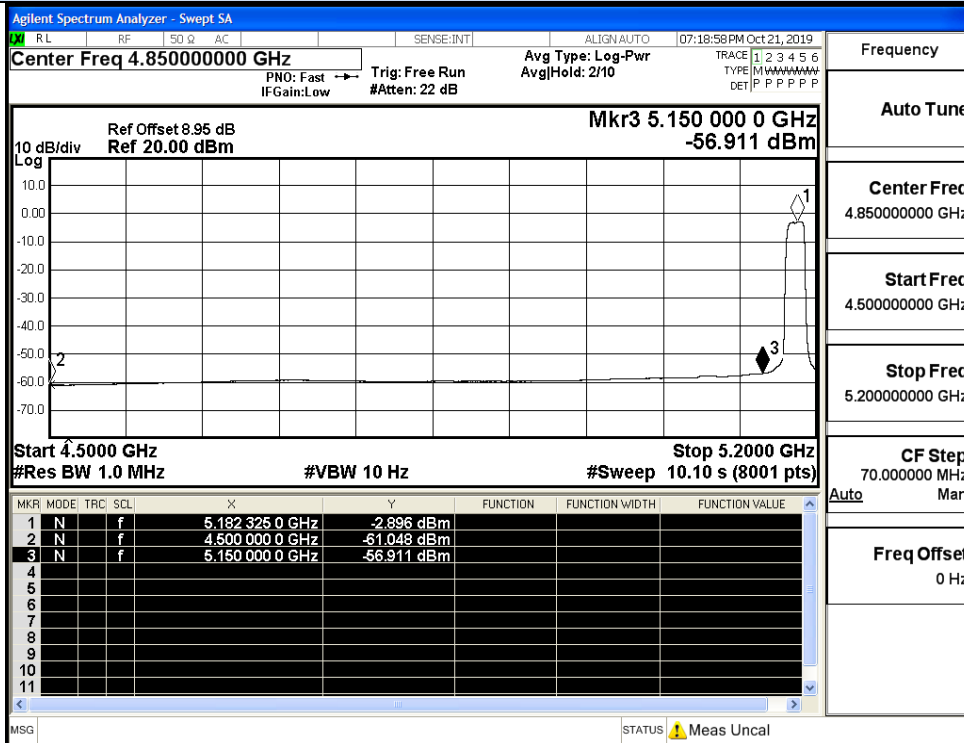 Agilent Spectrum Analyzer - Swept SA
LXI RL RF 50 Ω AC SENSE:INT ALIGN AUTO 07:18:58 PM Oct 21, 2019
Center Freq 4.850000000 GHz
PNO: Fast
IFGain:Low
Trig: Free Run
#Atten: 22 dB
Avg Type: Log-Pwr
Avg|Hold: 2/10
TRACE 1 2 3 4 5 6
TYPE M WWWWW
DET P P P P P P
Mkr3 5.150 000 0 GHz
-56.911 dBm
Ref Offset 8.95 dB
10 dB/div Ref 20.00 dBm
Log
10.0
0.00
-10.0
-20.0
-30.0
-40.0
-50.0
-60.0
-70.0
1
2
3
Start 4.5000 GHz Stop 5.2000 GHz
#Res BW 1.0 MHz #VBW 10 Hz #Sweep 10.10 s (8001 pts)
MKR MODE TRC SCL X Y FUNCTION FUNCTION WIDTH FUNCTION VALUE
1 N f 5.182 325 0 GHz -2.896 dBm
2 N f 4.500 000 0 GHz -61.048 dBm
3 N f 5.150 000 0 GHz -56.911 dBm
4
5
6
7
8
9
10
11
MSG STATUS Meas Uncal
Frequency
Auto Tune
Center Freq
4.850000000 GHz
Start Freq
4.500000000 GHz
Stop Freq
5.200000000 GHz
CF Step
70.000000 MHz
Auto Man
Freq Offset
0 Hz